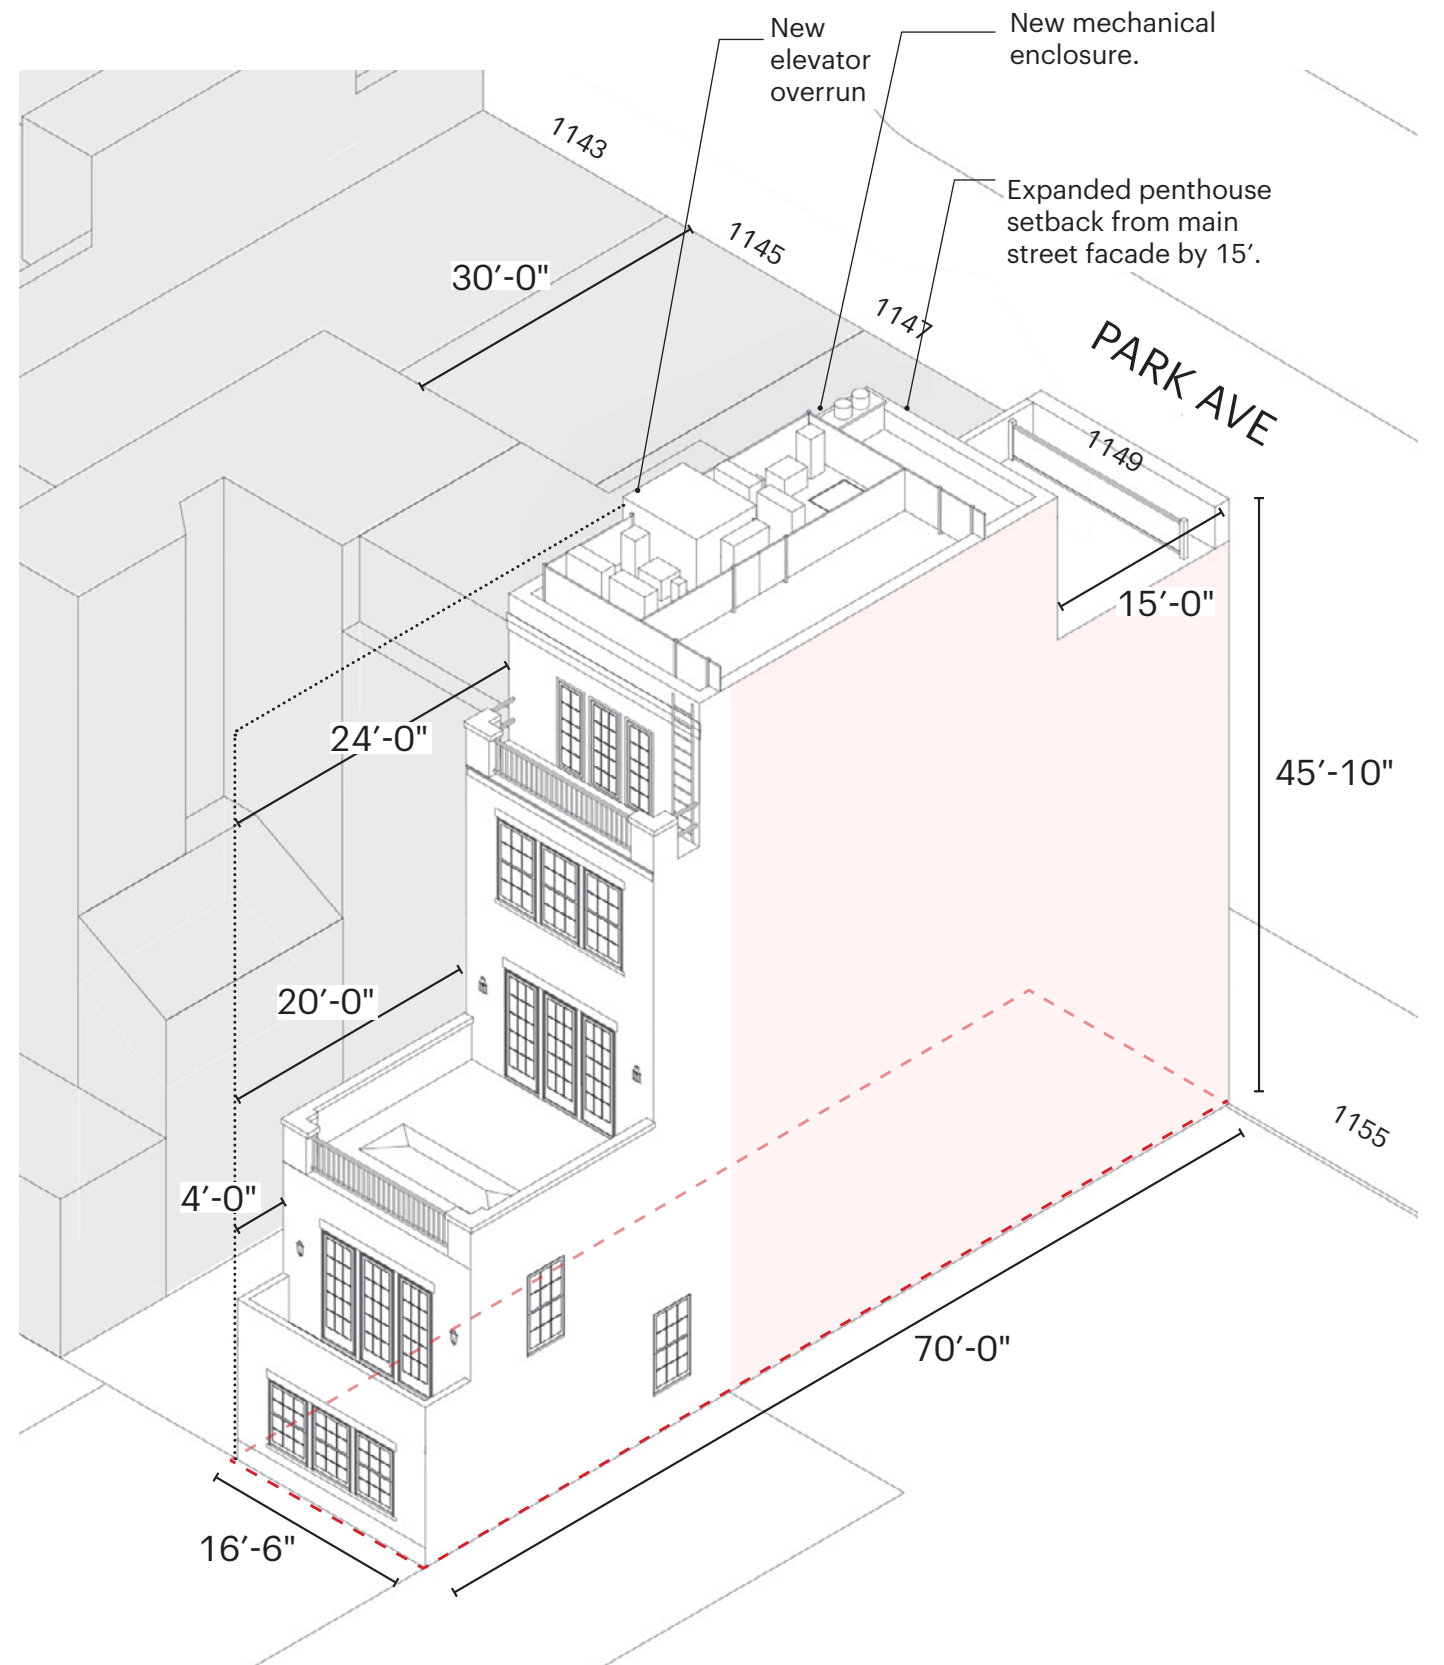 New
elevator
overrun
New mechanical
enclosure.
1143
Expanded penthouse
setback from main
street facade by 15′.
1145
30′-0"
1147
PARK AVE
1149
15′-0"
24′-0"
45′-10"
20′-0"
1155
4′-0"
70′-0"
16′-6"